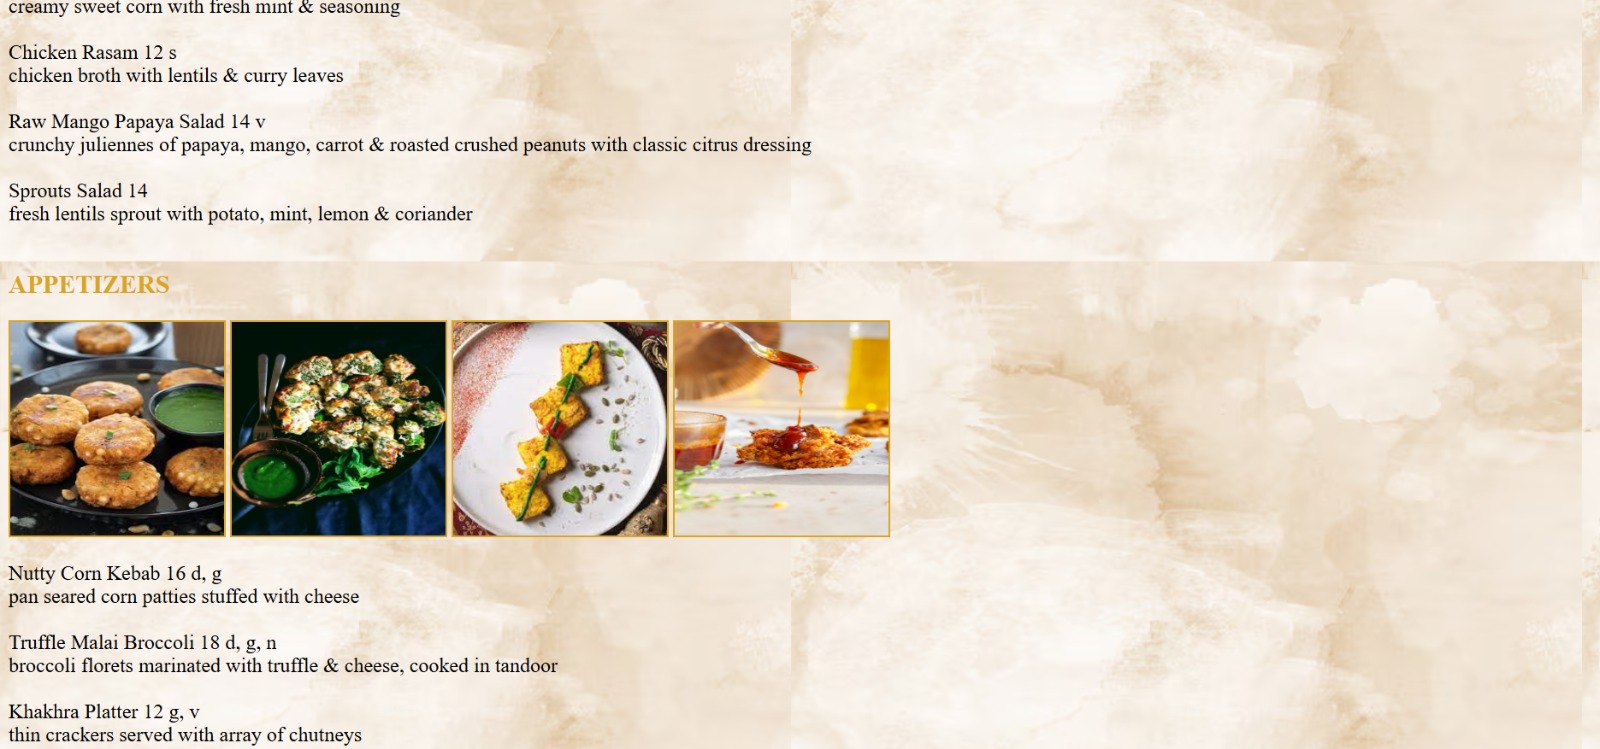 creamy sweet corn with fresh mint & seasoning
Chicken Rasam 12 s
chicken broth with lentils & curry leaves
Raw Mango Papaya Salad 14 v
crunchy juliennes of papaya, mango, carrot & roasted crushed peanuts with classic citrus dressing
Sprouts Salad 14
fresh lentils sprout with potato, mint, lemon & coriander
APPETIZERS
Nutty Corn Kebab 16 d, g
pan seared corn patties stuffed with cheese
Truffle Malai Broccoli 18 d, g, n
broccoli florets marinated with truffle & cheese, cooked in tandoor
Khakhra Platter 12 g, v
thin crackers served with array of chutneys